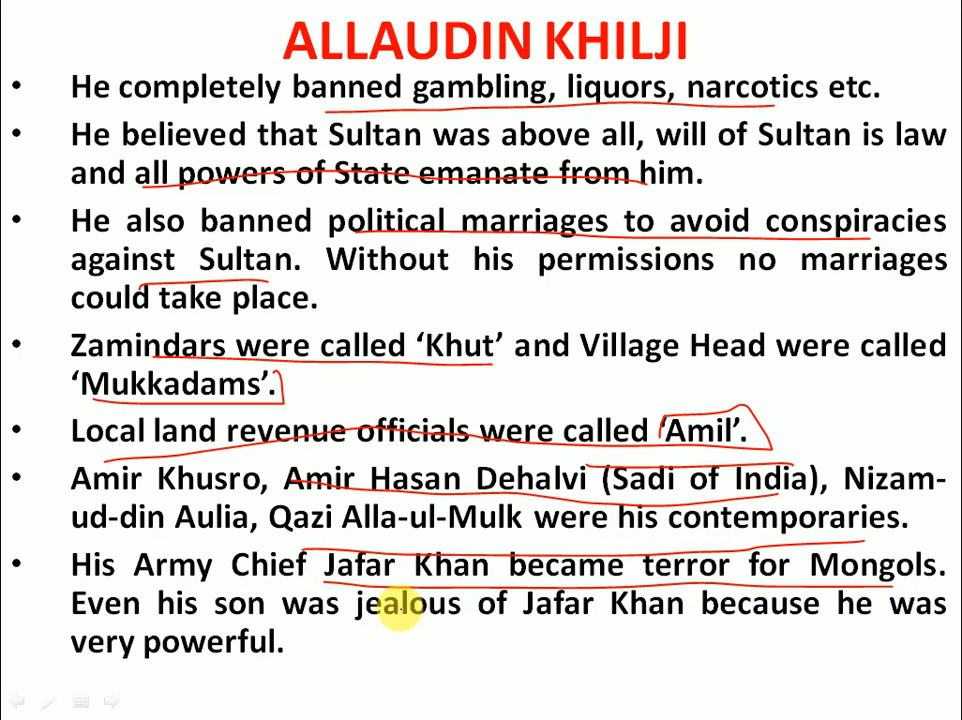 ALLAUDIN KHILJI
• He completely banned gambling, liquors, narcotics etc.
• He believed that Sultan was above all, will of Sultan is law
and all powers of State emanate from him.
• He also banned political marriages to avoid conspiracies
against Sultan. Without his permissions no marriages
could take place.
• Zamindars were called ‘Khut’ and Village Head were called
‘Mukkadams’.
• Local land revenue officials were called ‘Amil’.
• Amir Khusro, Amir Hasan Dehalvi (Sadi of India), Nizam-
ud-din Aulia, Qazi Alla-ul-Mulk were his contemporaries.
• His Army Chief Jafar Khan became terror for Mongols.
Even his son was jealous of Jafar Khan because he was
very powerful.